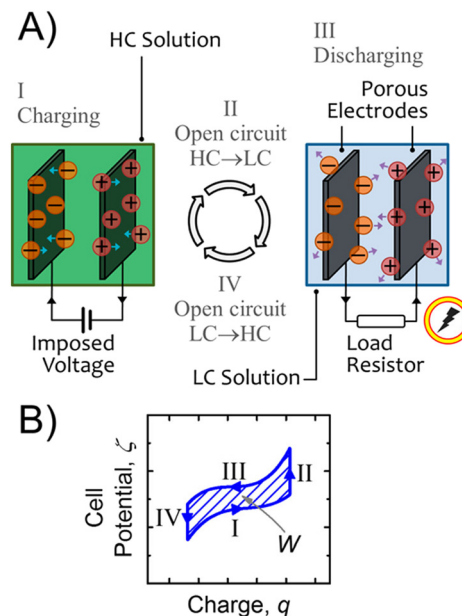 A)
HC Solution
I
Charging
II
Open circuit
HC→LC
III
Discharging
Porous
Electrodes
IV
Open circuit
LC→HC
Imposed
Voltage
LC Solution
Load
Resistor
B)
Cell
Potential, ζ
III
II
IV
I
W
Charge, q